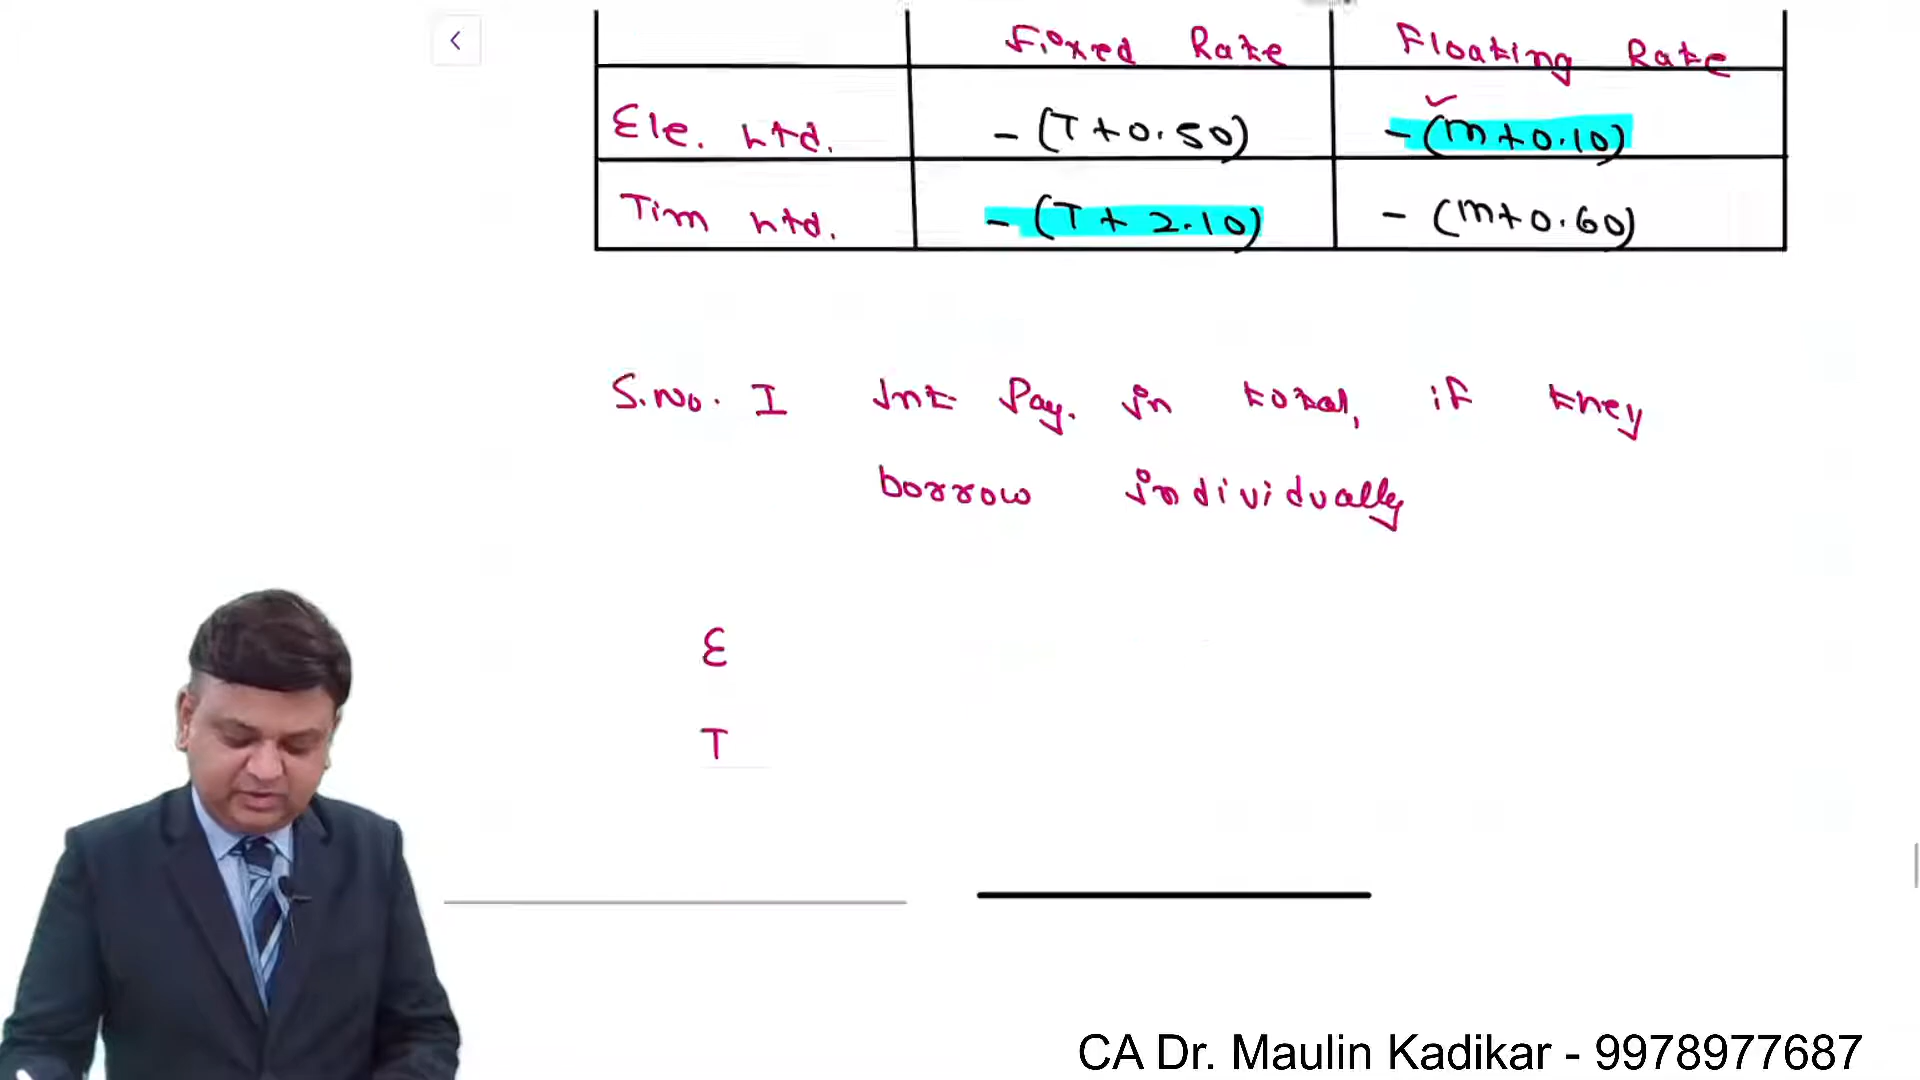 Fixed Rate Floating Rate
Ele. Ltd. - (T + 0.50) - (m + 0.10)
Tim Ltd. - (T + 2.10) - (m + 0.60)
S.No. I Int Pay. in total, if they
borrow individually
E
T
CA Dr. Maulin Kadikar - 9978977687